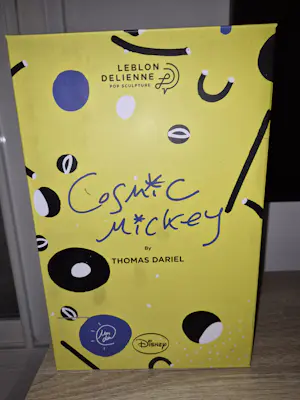 LEBLON
DELIENNE
POP SCULPTURE
Cosmic
Mickey
By
THOMAS DARIEL
Disney